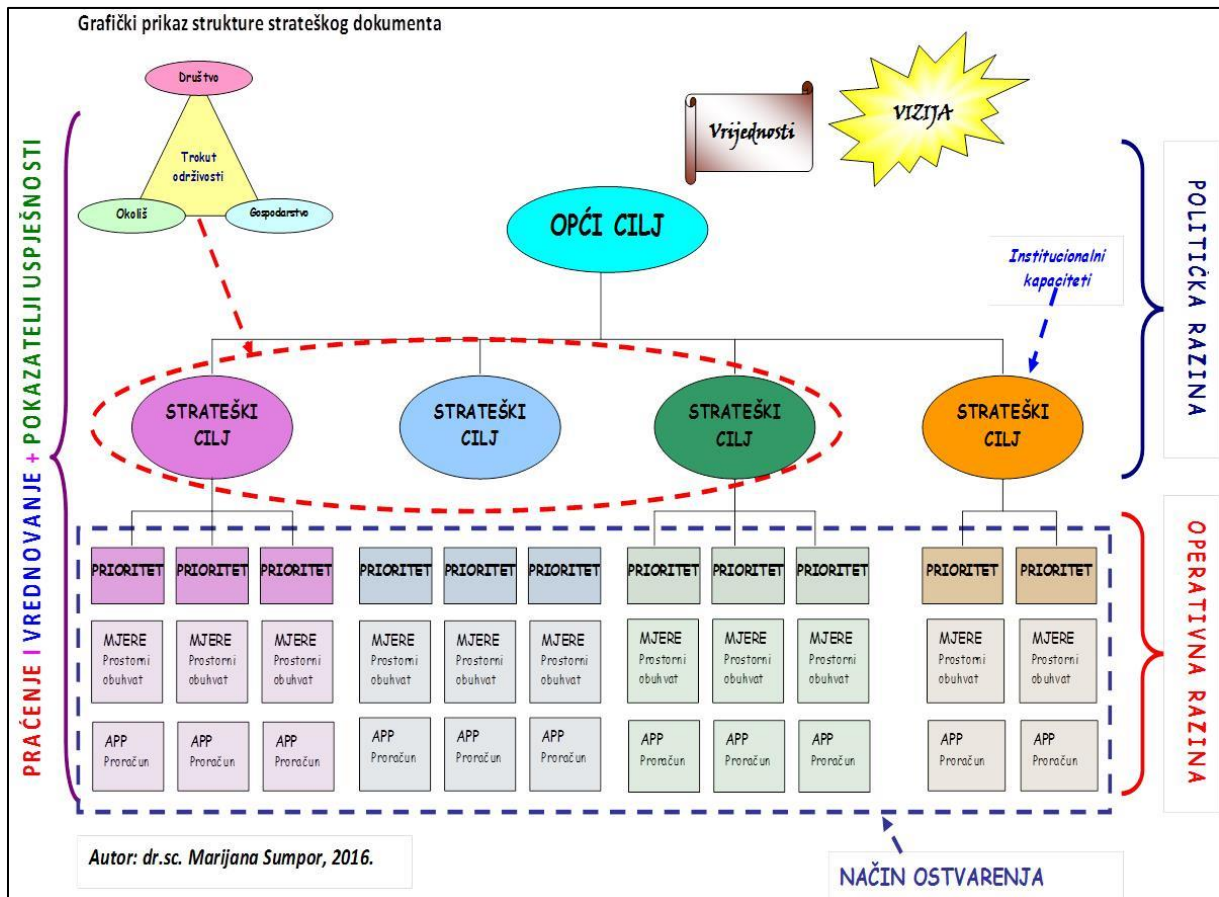 Grafički prikaz strukture strateškog dokumenta
Društvo
Trokut
održivosti
Okoliš
Gospodarstvo
Vrijednosti
VIZIJA
OPĆI CILJ
Institucionalni
kapaciteti
POLITIČKA RAZINA
PRAĆENJE I VREDNOVANJE + POKAZATELJI USPJEŠNOSTI
STRATEŠKI
CILJ
STRATEŠKI
CILJ
STRATEŠKI
CILJ
STRATEŠKI
CILJ
OPERATIVNA RAZINA
PRIORITET PRIORITET PRIORITET PRIORITET PRIORITET PRIORITET PRIORITET PRIORITET PRIORITET PRIORITET PRIORITET
MJERE MJERE MJERE MJERE MJERE MJERE MJERE MJERE MJERE MJERE MJERE
Prostorni Prostorni Prostorni Prostorni Prostorni Prostorni Prostorni Prostorni Prostorni Prostorni Prostorni
obuhvat obuhvat obuhvat obuhvat obuhvat obuhvat obuhvat obuhvat obuhvat obuhvat obuhvat
APP APP APP APP APP APP APP APP APP APP APP
Proračun Proračun Proračun Proračun Proračun Proračun Proračun Proračun Proračun Proračun Proračun
Autor: dr.sc. Marijana Sumpor, 2016.
NAČIN OSTVARENJA